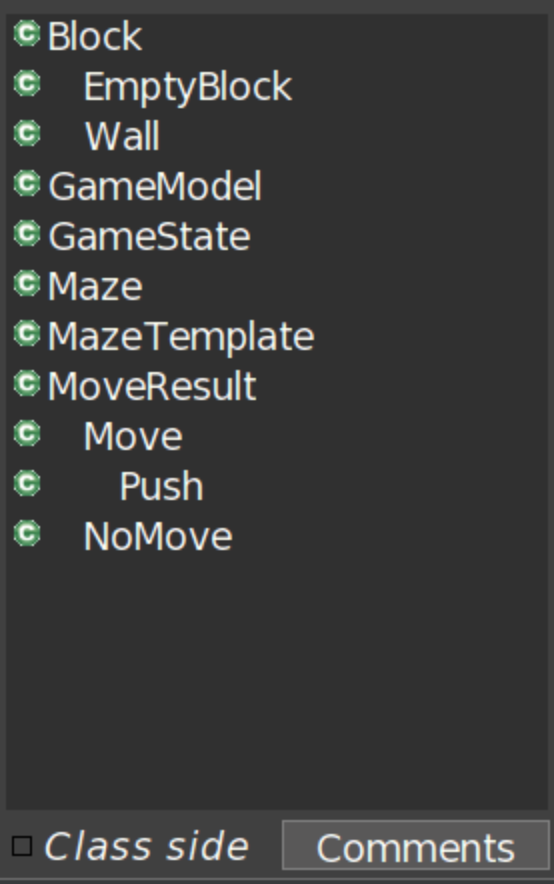 Block
EmptyBlock
Wall
GameModel
GameState
Maze
MazeTemplate
MoveResult
Move
Push
NoMove
Class side Comments